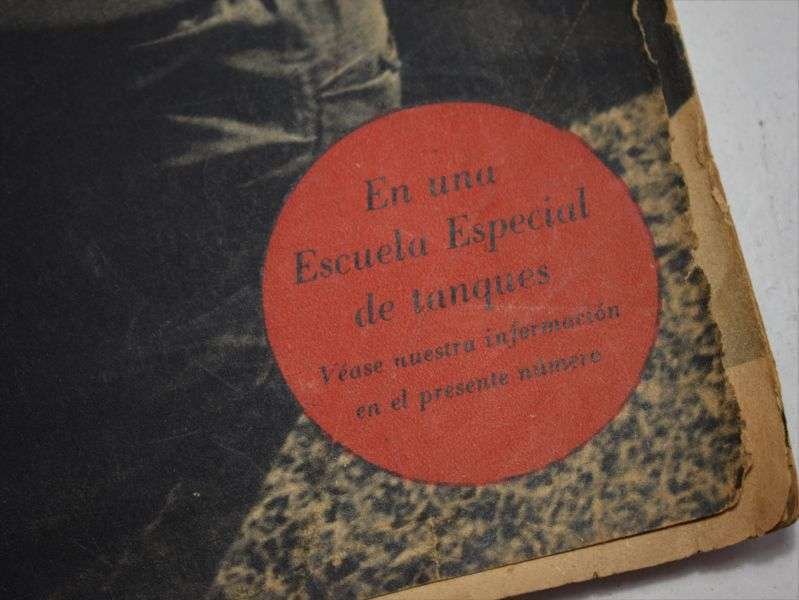 En una
Escuela Especial
de tanques
Véase nuestra información
en el presente número